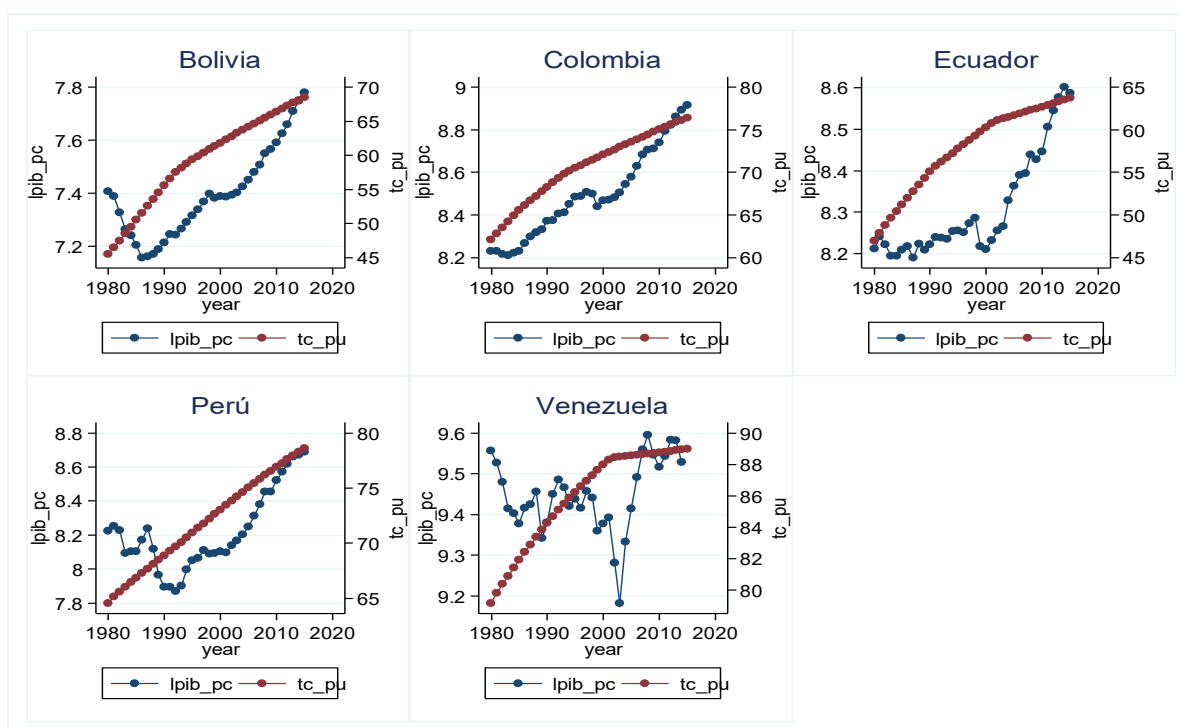 Bolivia
7.8
7.6
7.4
7.2
lpib_pc
70
65
60
55
50
45
tc_pu
1980 1990 2000 2010 2020
year
lpib_pc tc_pu
Colombia
9
8.8
8.6
8.4
8.2
lpib_pc
80
75
70
65
60
tc_pu
1980 1990 2000 2010 2020
year
lpib_pc tc_pu
Ecuador
8.6
8.5
8.4
8.3
8.2
lpib_pc
65
60
55
50
45
tc_pu
1980 1990 2000 2010 2020
year
lpib_pc tc_pu
Perú
8.8
8.6
8.4
8.2
8
7.8
lpib_pc
80
75
70
65
tc_pu
1980 1990 2000 2010 2020
year
lpib_pc tc_pu
Venezuela
9.6
9.5
9.4
9.3
9.2
lpib_pc
90
88
86
84
82
80
tc_pu
1980 1990 2000 2010 2020
year
lpib_pc tc_pu